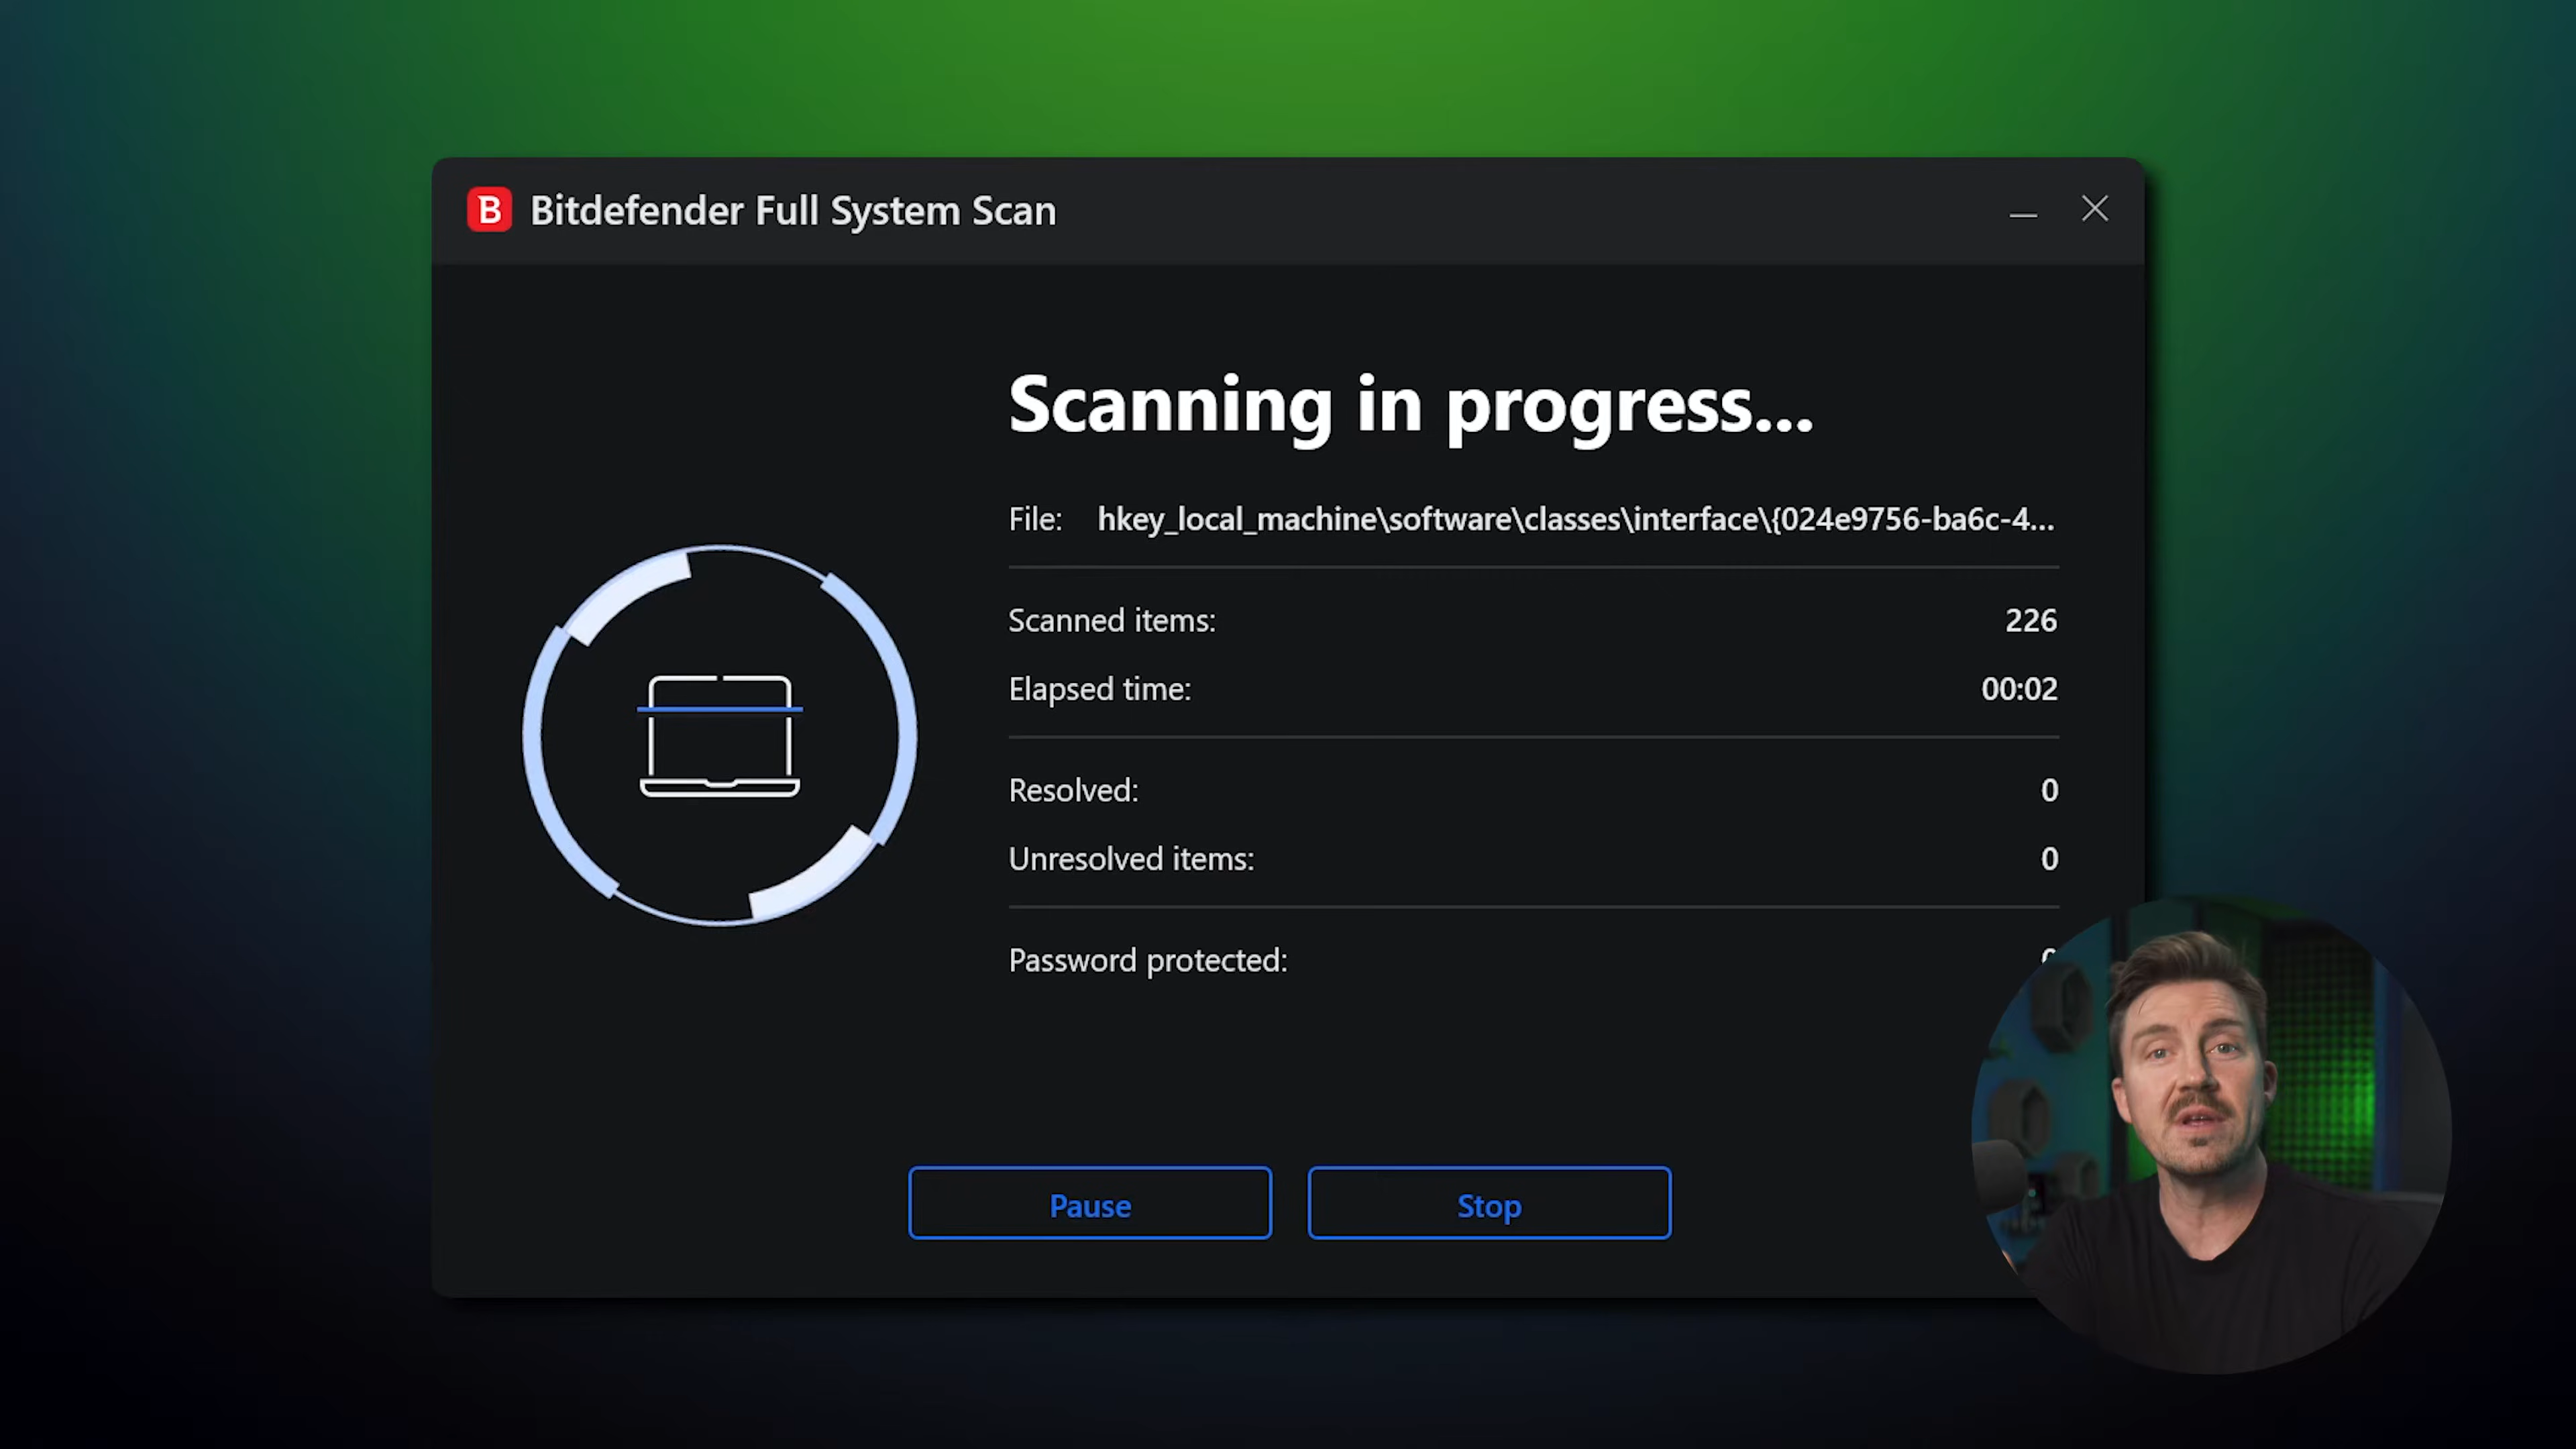 B Bitdefender Full System Scan
Scanning in progress...
File: hkey_local_machine\software\classes\interface\{024e9756-ba6c-4...
Scanned items: 226
Elapsed time: 00:02
Resolved: 0
Unresolved items: 0
Password protected:
Pause Stop